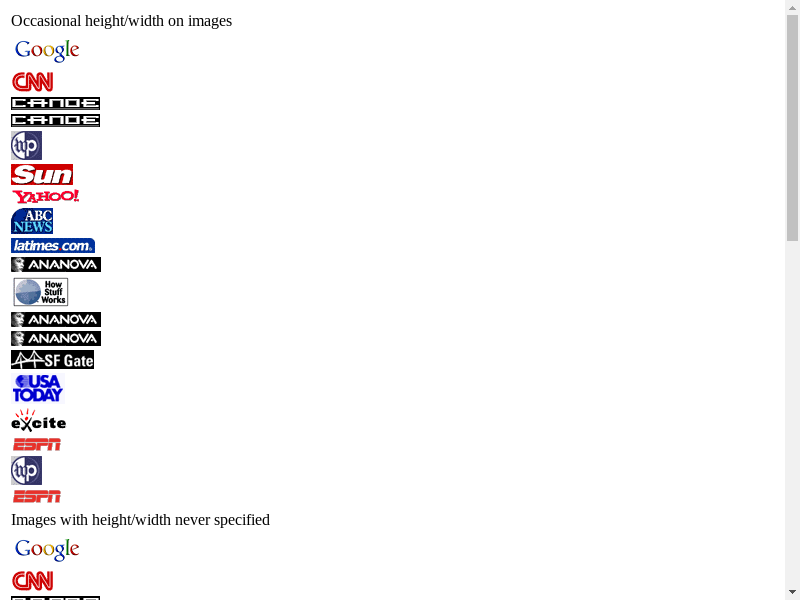 Occasional height/width on images
Google
CNN
CANOE
CANOE
wp
Sun
YAHOO!
ABC
NEWS
latimes.com
ANANOVA
How
Stuff
Works
ANANOVA
ANANOVA
SF Gate
USA
TODAY
excite
ESPN
wp
ESPN
Images with height/width never specified
Google
CNN